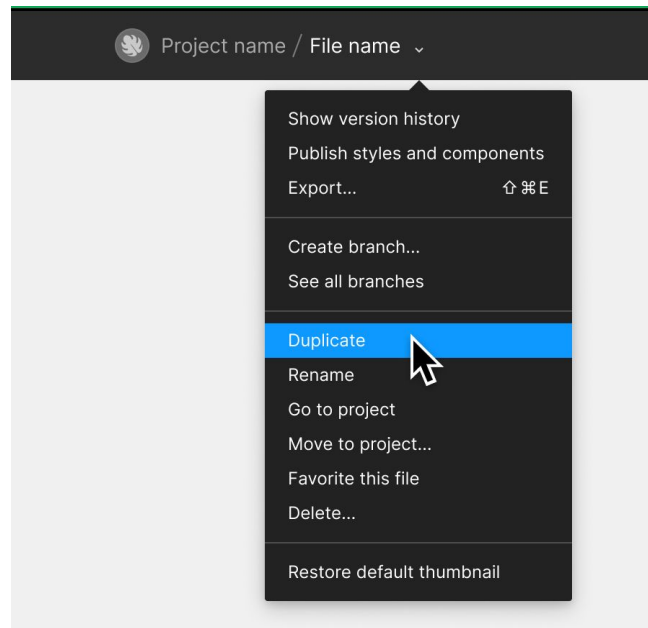 Project name / File name
Show version history
Publish styles and components
Export... ⇧⌘E
Create branch...
See all branches
Duplicate
Rename
Go to project
Move to project...
Favorite this file
Delete...
Restore default thumbnail